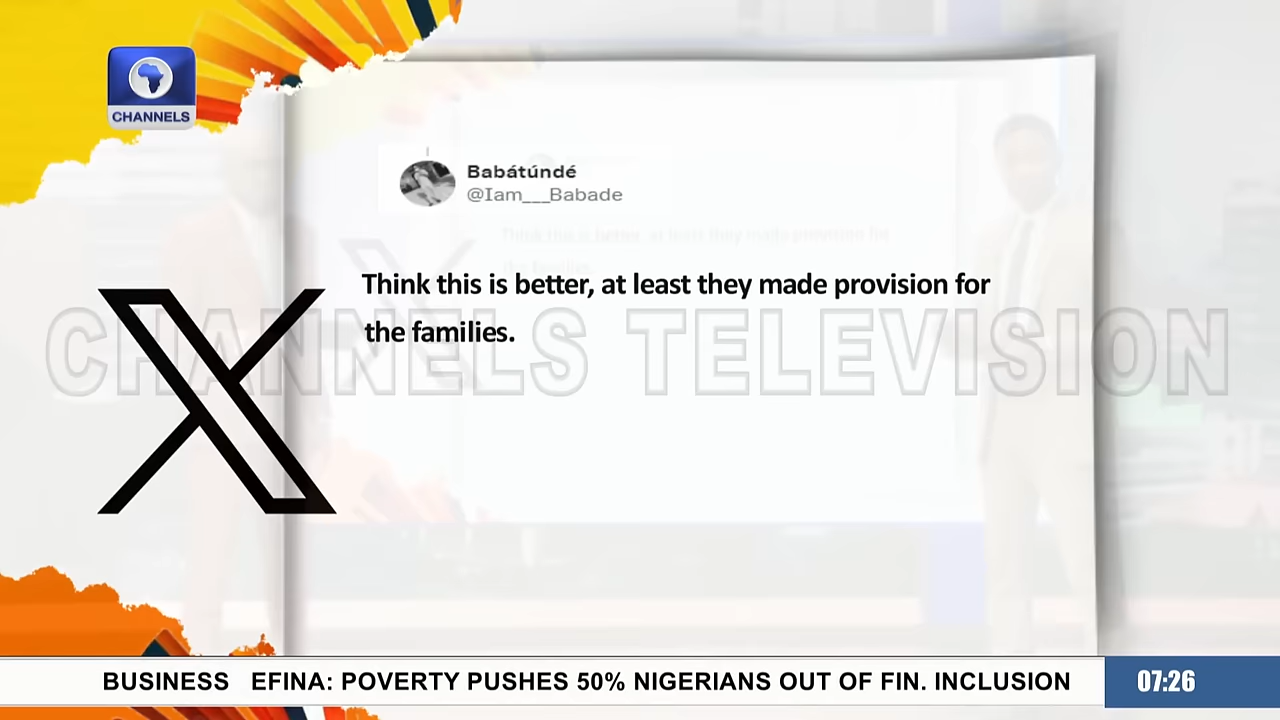 CHANNELS
Babátúndé
@Iam___Babade
Think this is better, at least they made provision for
the families.
CHANNELS TELEVISION
BUSINESS EFINA: POVERTY PUSHES 50% NIGERIANS OUT OF FIN. INCLUSION
07:26